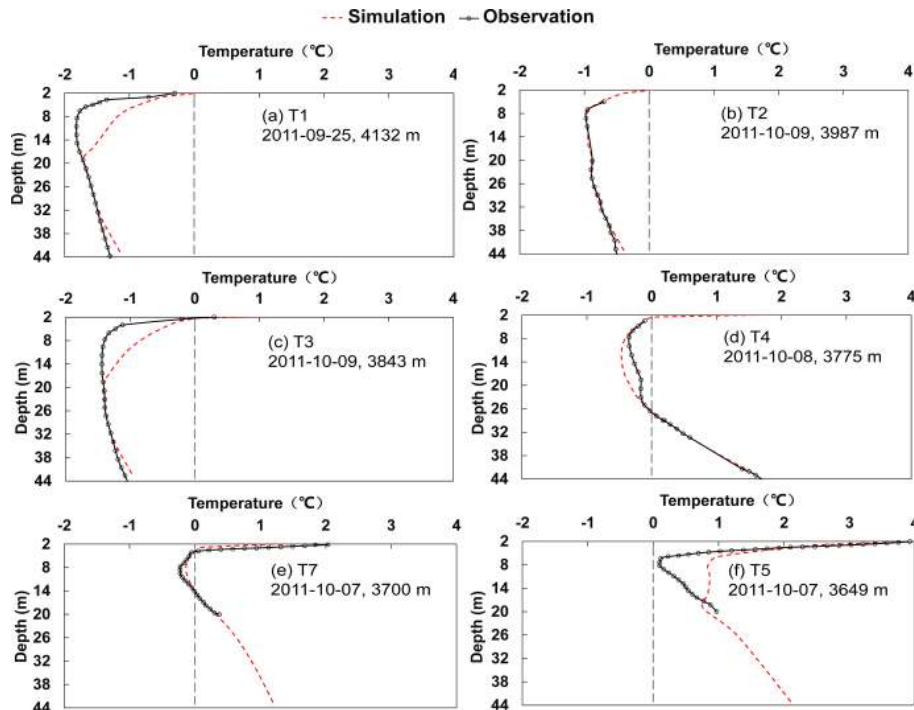 Simulation Observation
Temperature（℃） Temperature（℃）
-2 -1 0 1 2 3 4 -2 -1 0 1 2 3 4
2 2
8 8
(a) T1 (b) T2
14 14
2011-09-25, 4132 m 2011-10-09, 3987 m
20 20
Depth (m) Depth (m)
26 26
32 32
38 38
44 44
Temperature（℃） Temperature（℃）
-2 -1 0 1 2 3 4 -2 -1 0 1 2 3 4
2 2
8 8
(c) T3 (d) T4
14 14
2011-10-09, 3843 m 2011-10-08, 3775 m
20 20
Depth (m) Depth (m)
26 26
32 32
38 38
44 44
Temperature（℃） Temperature（℃）
-2 -1 0 1 2 3 4 -2 -1 0 1 2 3 4
2 2
8 8
(e) T7 (f) T5
14 14
2011-10-07, 3700 m 2011-10-07, 3649 m
20 20
Depth (m) Depth (m)
26 26
32 32
38 38
44 44